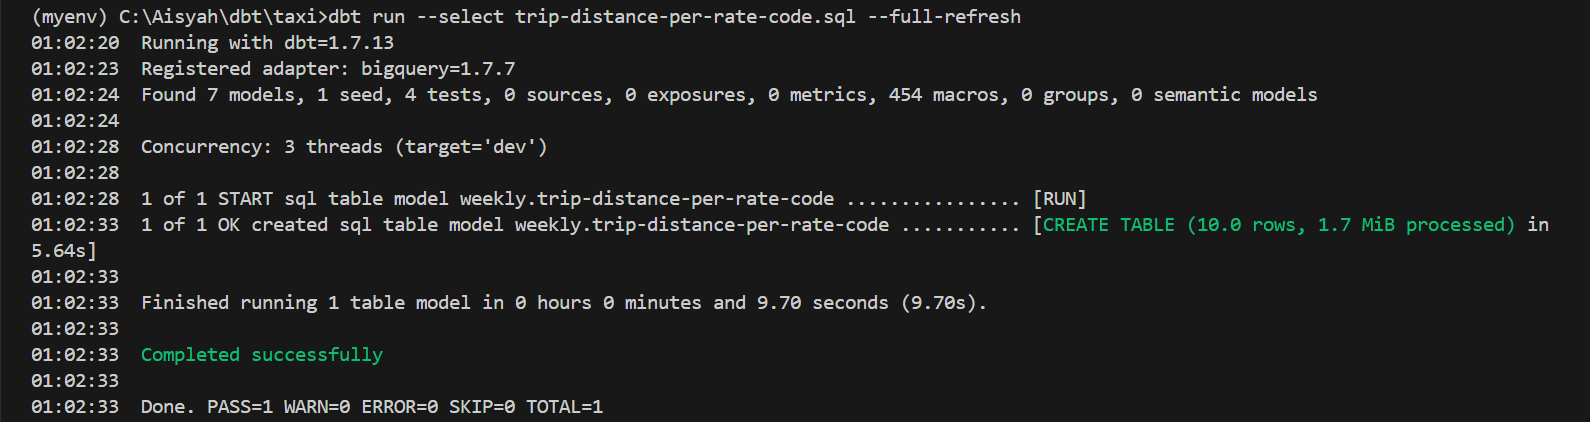 (myenv) C:\Aisyah\dbt\taxi>dbt run --select trip-distance-per-rate-code.sql --full-refresh
01:02:20  Running with dbt=1.7.13
01:02:23  Registered adapter: bigquery=1.7.7
01:02:24  Found 7 models, 1 seed, 4 tests, 0 sources, 0 exposures, 0 metrics, 454 macros, 0 groups, 0 semantic models
01:02:24
01:02:28  Concurrency: 3 threads (target='dev')
01:02:28
01:02:28  1 of 1 START sql table model weekly.trip-distance-per-rate-code ................ [RUN]
01:02:33  1 of 1 OK created sql table model weekly.trip-distance-per-rate-code ........... [CREATE TABLE (10.0 rows, 1.7 MiB processed) in
5.64s]
01:02:33
01:02:33  Finished running 1 table model in 0 hours 0 minutes and 9.70 seconds (9.70s).
01:02:33
01:02:33  Completed successfully
01:02:33
01:02:33  Done. PASS=1 WARN=0 ERROR=0 SKIP=0 TOTAL=1